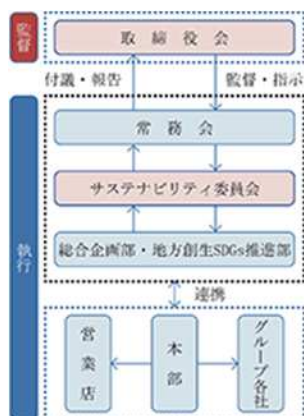 監督
取締役会
付議・報告
監督・指示
常務会
サステナビリティ委員会
総合企画部・地方創生SDGs推進部
執行
連携
営業店
本部
グループ各社